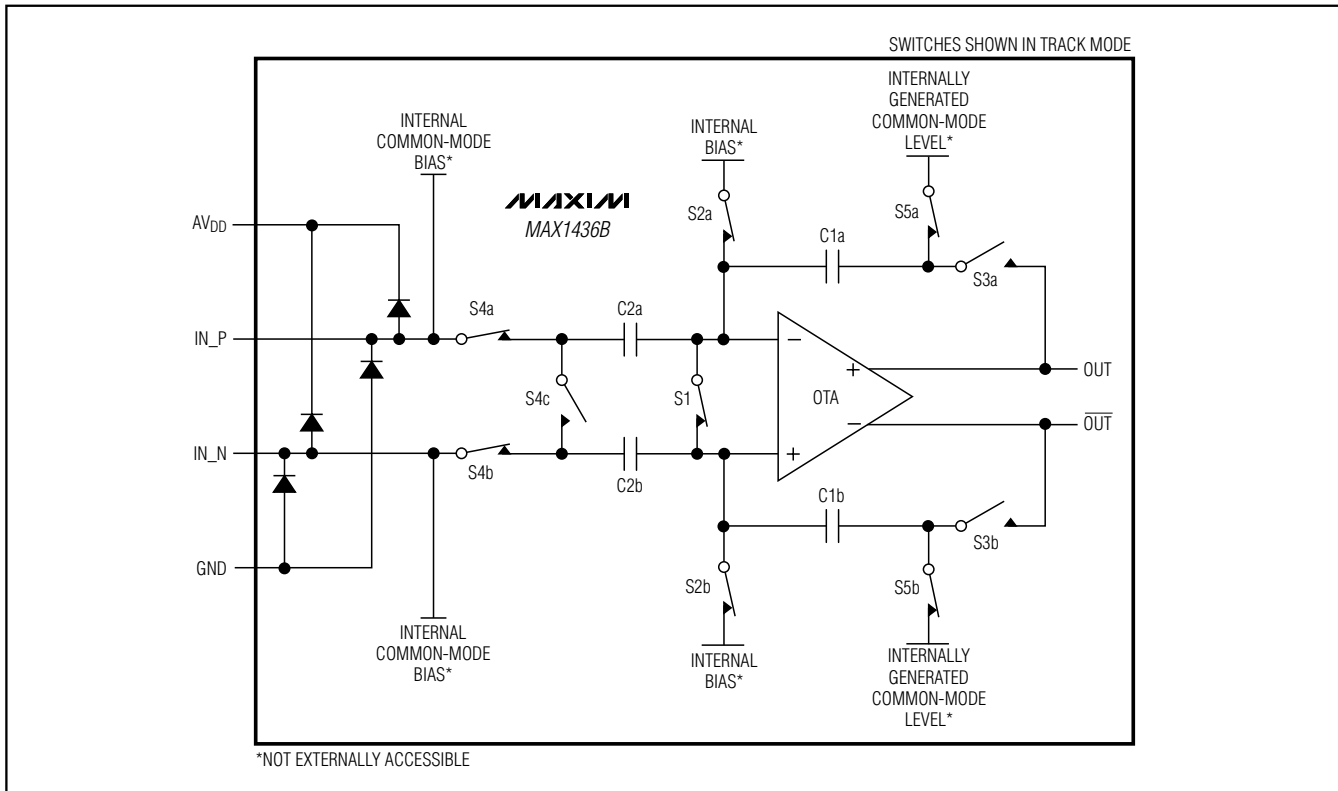 SWITCHES SHOWN IN TRACK MODE
INTERNALLY
GENERATED
COMMON-MODE
LEVEL*
INTERNAL
COMMON-MODE
BIAS*
INTERNAL
BIAS*
MAXIM
MAX1436B
AVDD
S2a
S5a
C1a
S3a
S4a
C2a
IN_P
−
+
OUT
S4c
S1
OTA
−
OUT
IN_N
+
S4b
C2b
C1b
S3b
GND
S2b
S5b
INTERNAL
COMMON-MODE
BIAS*
INTERNAL
BIAS*
INTERNALLY
GENERATED
COMMON-MODE
LEVEL*
*NOT EXTERNALLY ACCESSIBLE